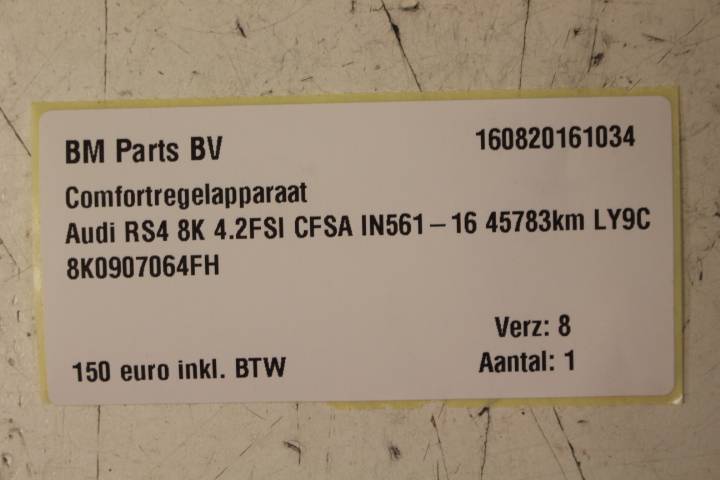 BM Parts BV 160820161034
Comfortregelapparaat
Audi RS4 8K 4.2FSI CFSA IN561-16 45783km LY9C
8K0907064FH
Verz: 8
150 euro inkl. BTW Aantal: 1